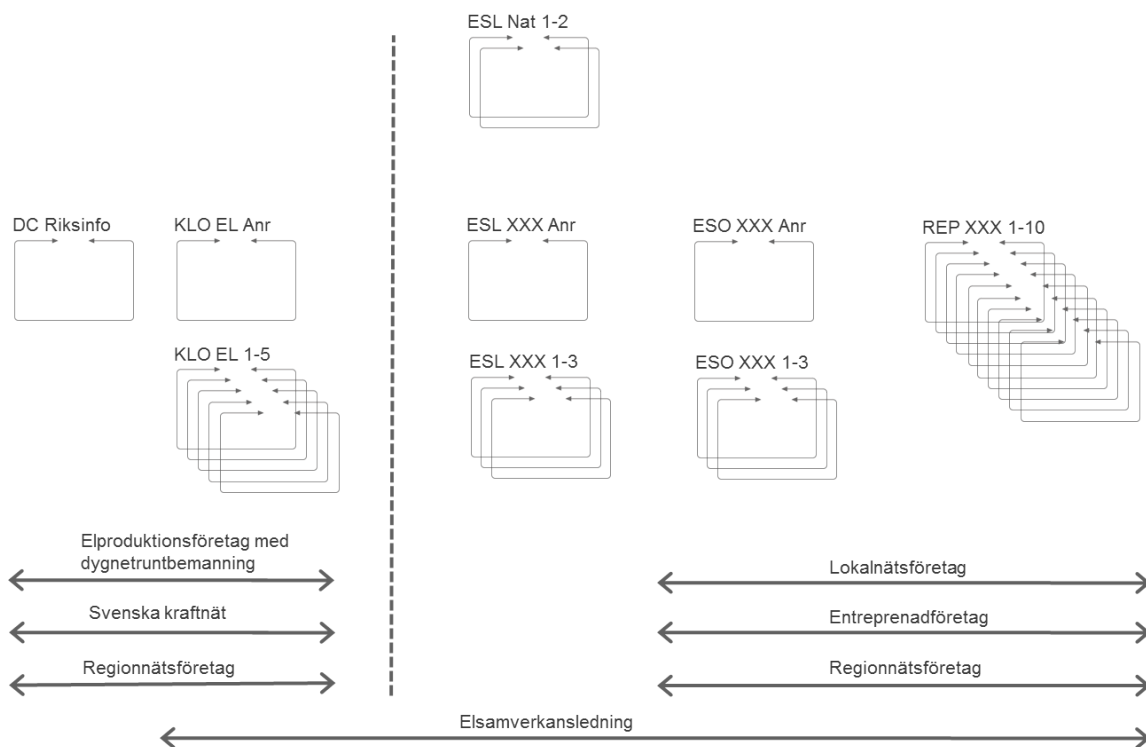 ESL Nat 1-2
DC Riksinfo
KLO EL Anr
ESL XXX Anr
ESO XXX Anr
REP XXX 1-10
KLO EL 1-5
ESL XXX 1-3
ESO XXX 1-3
Elproduktionsföretag med
dygnetruntbemanning
Lokalnätsföretag
Svenska kraftnät
Entreprenadföretag
Regionnätsföretag
Regionnätsföretag
Elsamverkansledning